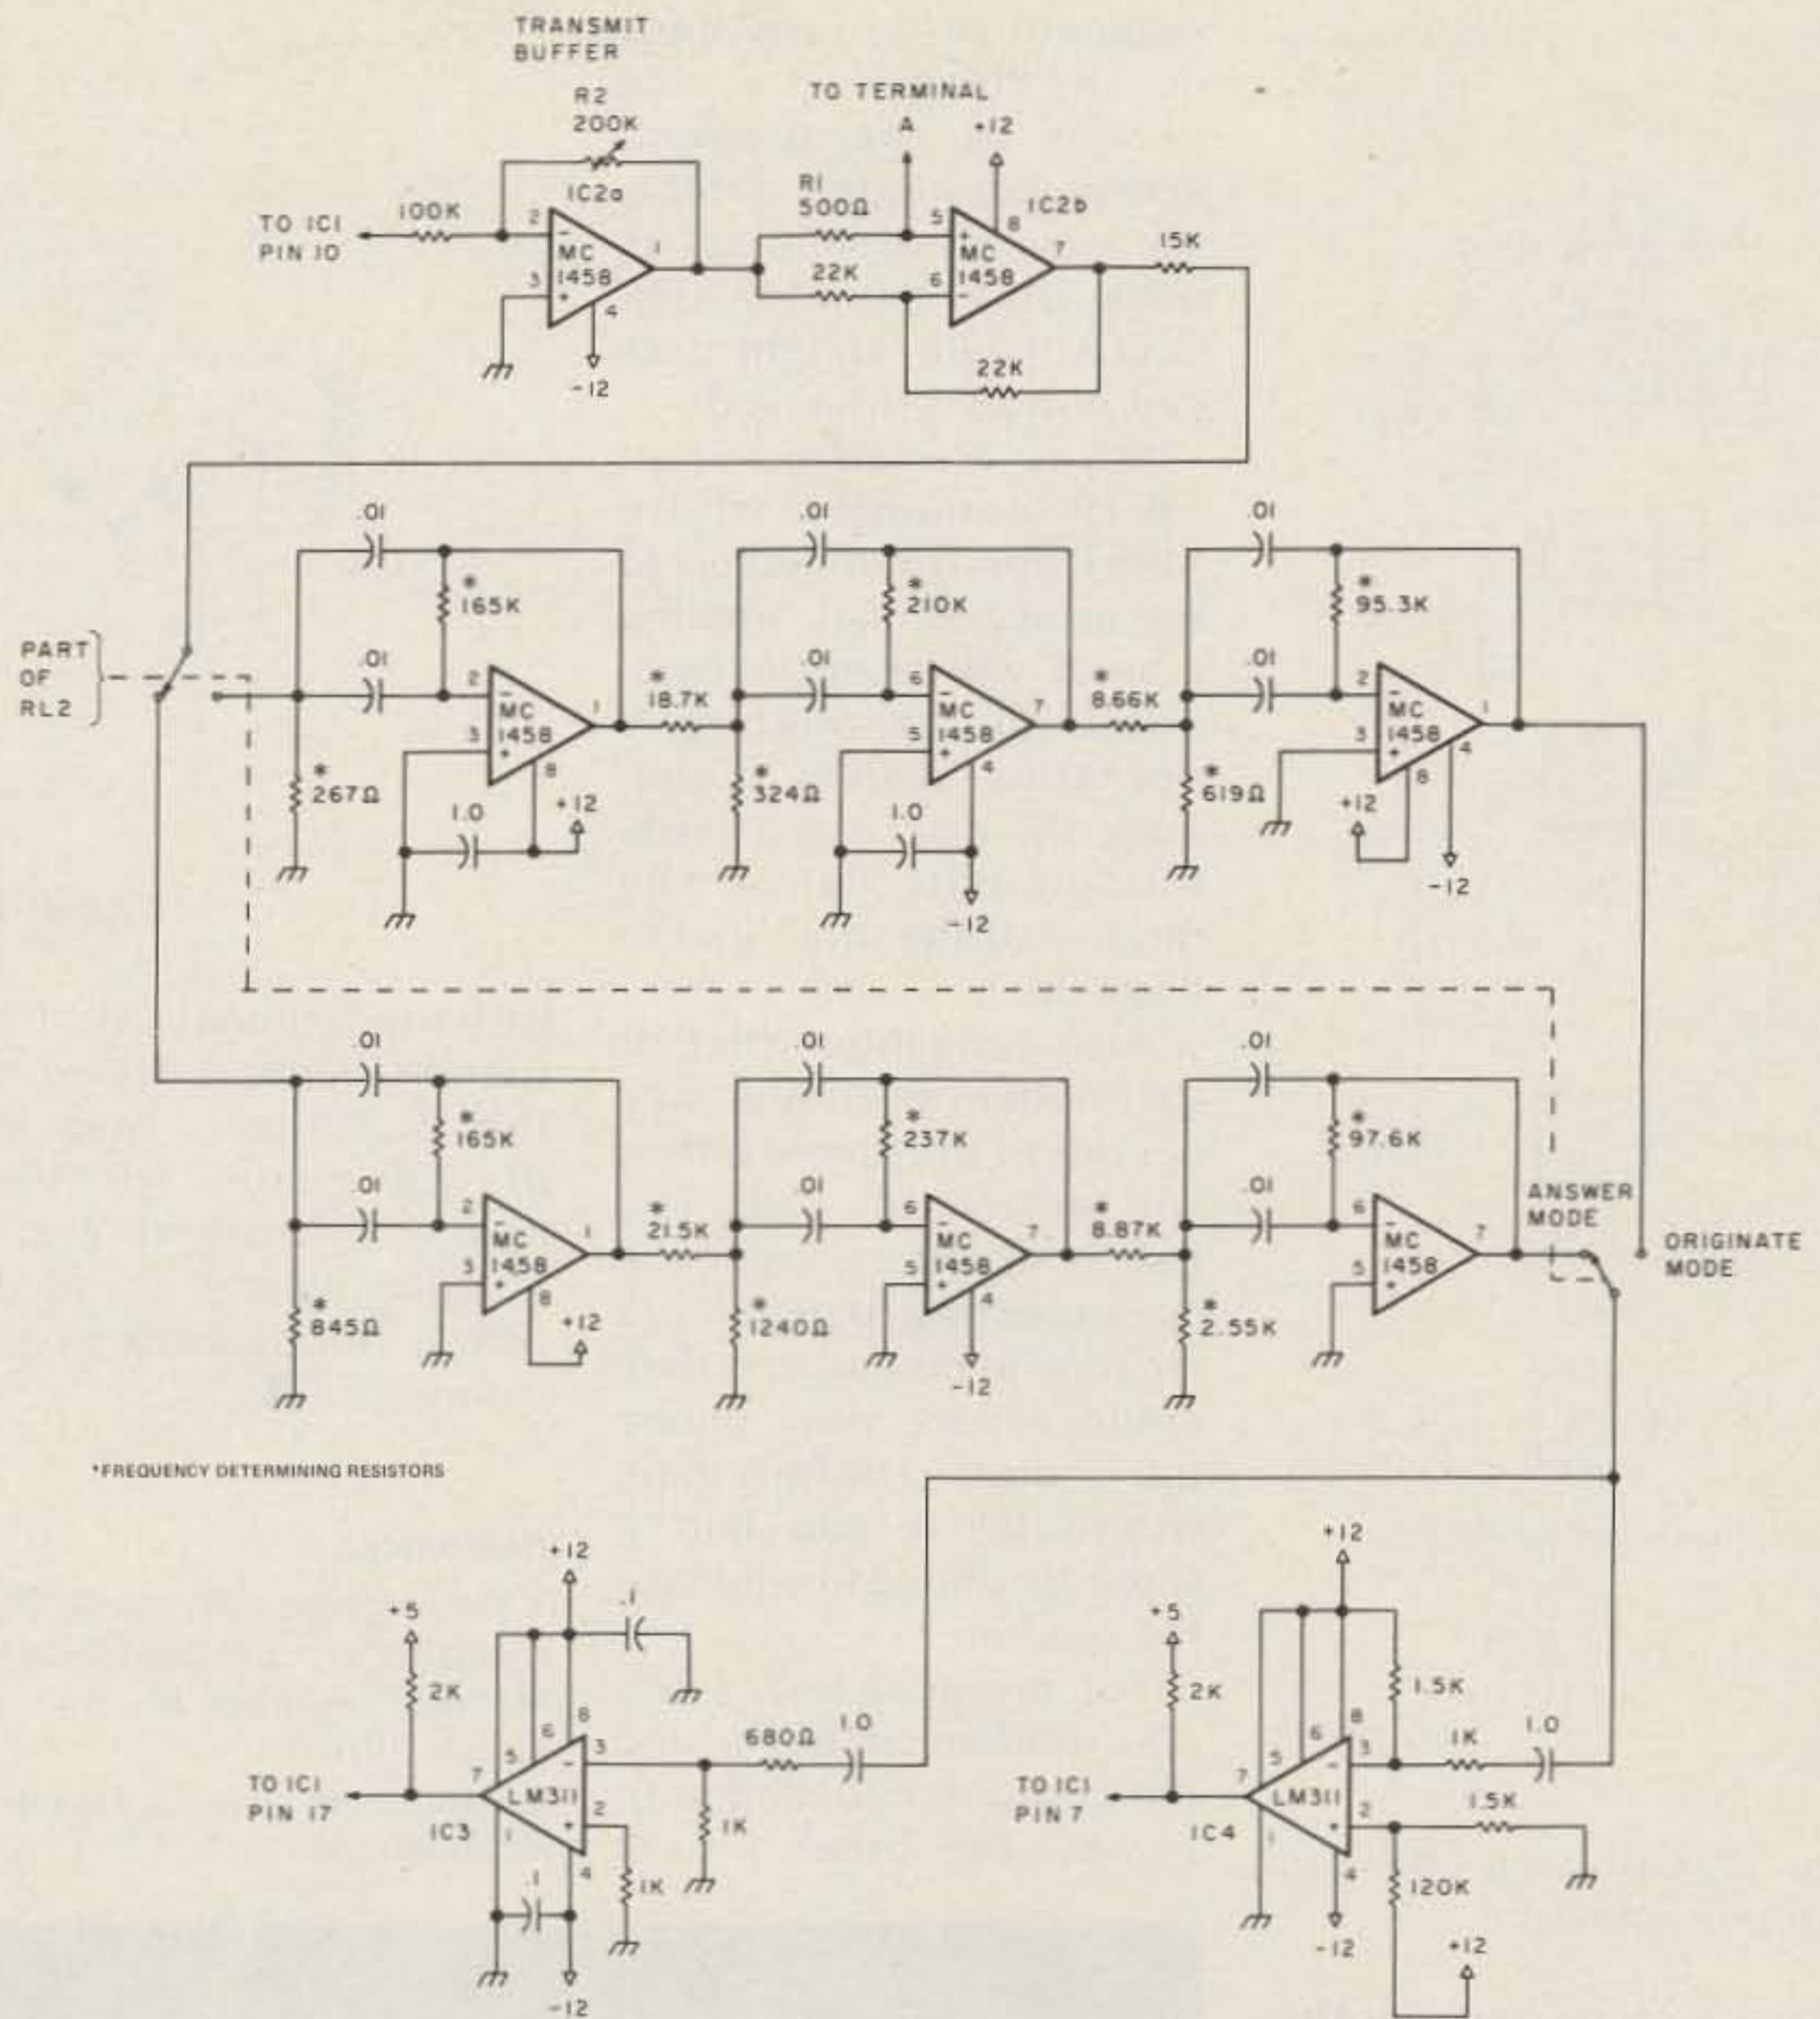 TRANSMIT
BUFFER
R2
200K
TO TERMINAL
A
+12
R1
500Ω
IC2a
IC2b
100K
TO IC1
PIN 10
2
-
MC
1458
3
+
1
4
-12
22K
5
+
MC
1458
6
-
8
7
15K
22K
.01
.01
.01
*
165K
*
210K
*
95.3K
PART
OF
RL2
.01
2
-
MC
1458
3
+
1
8
*
18.7K
.01
6
-
MC
1458
5
+
7
4
*
8.66K
.01
2
-
MC
1458
3
+
1
4
8
*
267Ω
1.0
+12
*
324Ω
1.0
-12
*
619Ω
+12
-12
.01
.01
.01
*
165K
*
237K
*
97.6K
.01
2
-
MC
1458
3
+
1
8
*
21.5K
.01
6
-
MC
1458
5
+
7
4
*
8.87K
.01
6
-
MC
1458
5
+
7
ANSWER
MODE
ORIGINATE
MODE
*
845Ω
+12
*
1240Ω
-12
*
2.55K
*FREQUENCY DETERMINING RESISTORS
+12
+5
.1
2K
5
6
8
7
3
-
LM311
2
+
1
4
TO IC1
PIN 17
IC3
680Ω
1.0
1K
1K
.1
-12
+12
+5
2K
1.5K
5
6
8
7
3
-
LM311
2
+
1
4
TO IC1
PIN 7
IC4
1K
1.0
1.5K
120K
-12
+12